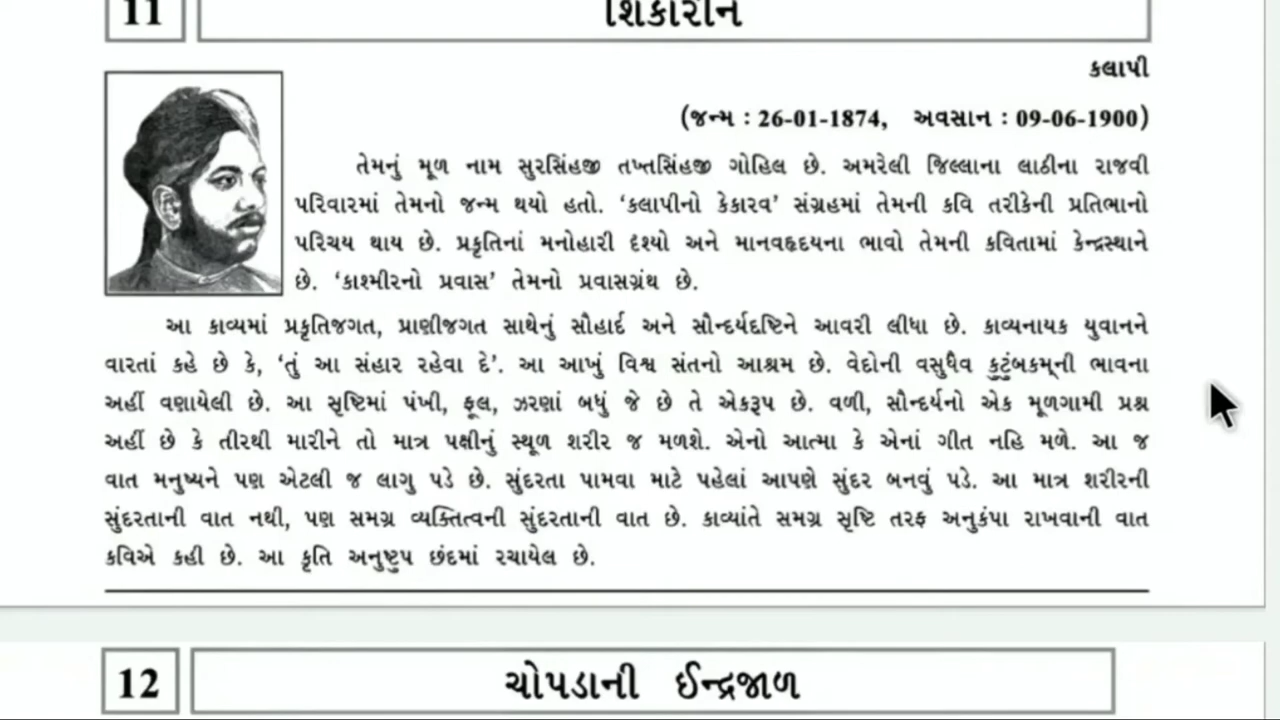 11
શિકારીને
કલાપી
(જન્મ : 26-01-1874, અવસાન : 09-06-1900)
તેમનું મૂળ નામ સુરસિંહજી તખ્તસિંહજી ગોહિલ છે. અમરેલી જિલ્લાના લાઠીના રાજવી
પરિવારમાં તેમનો જન્મ થયો હતો. ‘કલાપીનો કેકારવ’ સંગ્રહમાં તેમની કવિ તરીકેની પ્રતિભાનો
પરિચય થાય છે. પ્રકૃતિનાં મનોહારી દૃશ્યો અને માનવહૃદયના ભાવો તેમની કવિતામાં કેન્દ્રસ્થાને
છે. ‘કાશ્મીરનો પ્રવાસ’ તેમનો પ્રવાસગ્રંથ છે.
આ કાવ્યમાં પ્રકૃતિજગત, પ્રાણીજગત સાથેનું સૌહાર્દ અને સૌન્દર્યદષ્ટિને આવરી લીધા છે. કાવ્યનાયક યુવાનને
વારતાં કહે છે કે, ‘તું આ સંહાર રહેવા દે’. આ આખું વિશ્વ સંતનો આશ્રમ છે. વેદોની વસુધૈવ કુટુંબકમ્‌ની ભાવના
અહીં વણાયેલી છે. આ સૃષ્ટિમાં પંખી, ફૂલ, ઝરણાં બધું જે છે તે એકરૂપ છે. વળી, સૌન્દર્યનો એક મૂળગામી પ્રશ્ન
અહીં છે કે તીરથી મારીને તો માત્ર પક્ષીનું સ્થૂળ શરીર જ મળશે. એનો આત્મા કે એનાં ગીત નહિ મળે. આ જ
વાત મનુષ્યને પણ એટલી જ લાગુ પડે છે. સુંદરતા પામવા માટે પહેલાં આપણે સુંદર બનવું પડે. આ માત્ર શરીરની
સુંદરતાની વાત નથી, પણ સમગ્ર વ્યક્તિત્વની સુંદરતાની વાત છે. કાવ્યાંતે સમગ્ર સૃષ્ટિ તરફ અનુકંપા રાખવાની વાત
કવિએ કહી છે. આ કૃતિ અનુષ્ટુપ છંદમાં રચાયેલ છે.
12
ચોપડાની ઈન્દ્રજાળ